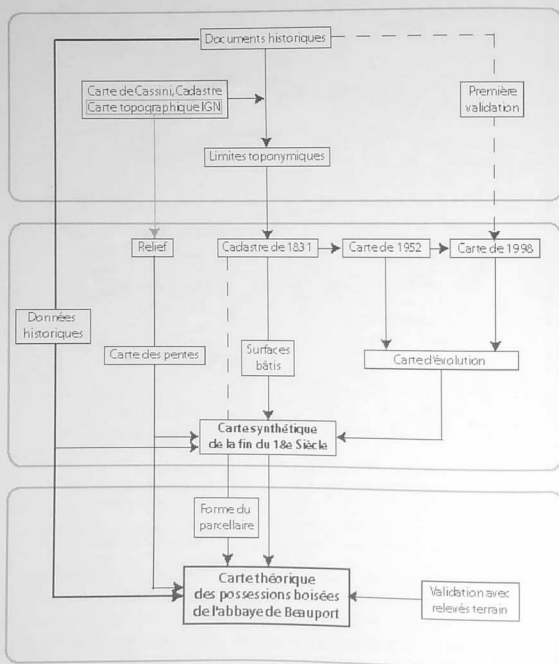 Documents historiques
Carte de Cassini, Cadastre
Carte topographique IGN
Première
validation
Limites toponymiques
Relief
Cadastre de 1831
Carte de 1952
Carte de 1998
Données
historiques
Carte des pentes
Surfaces
bâtis
Carte d'évolution
Carte synthétique
de la fin du 18e Siècle
Forme du
parcellaire
Carte théorique
des possessions boisées
de l'abbaye de Beauport
Validation avec
relevés terrain